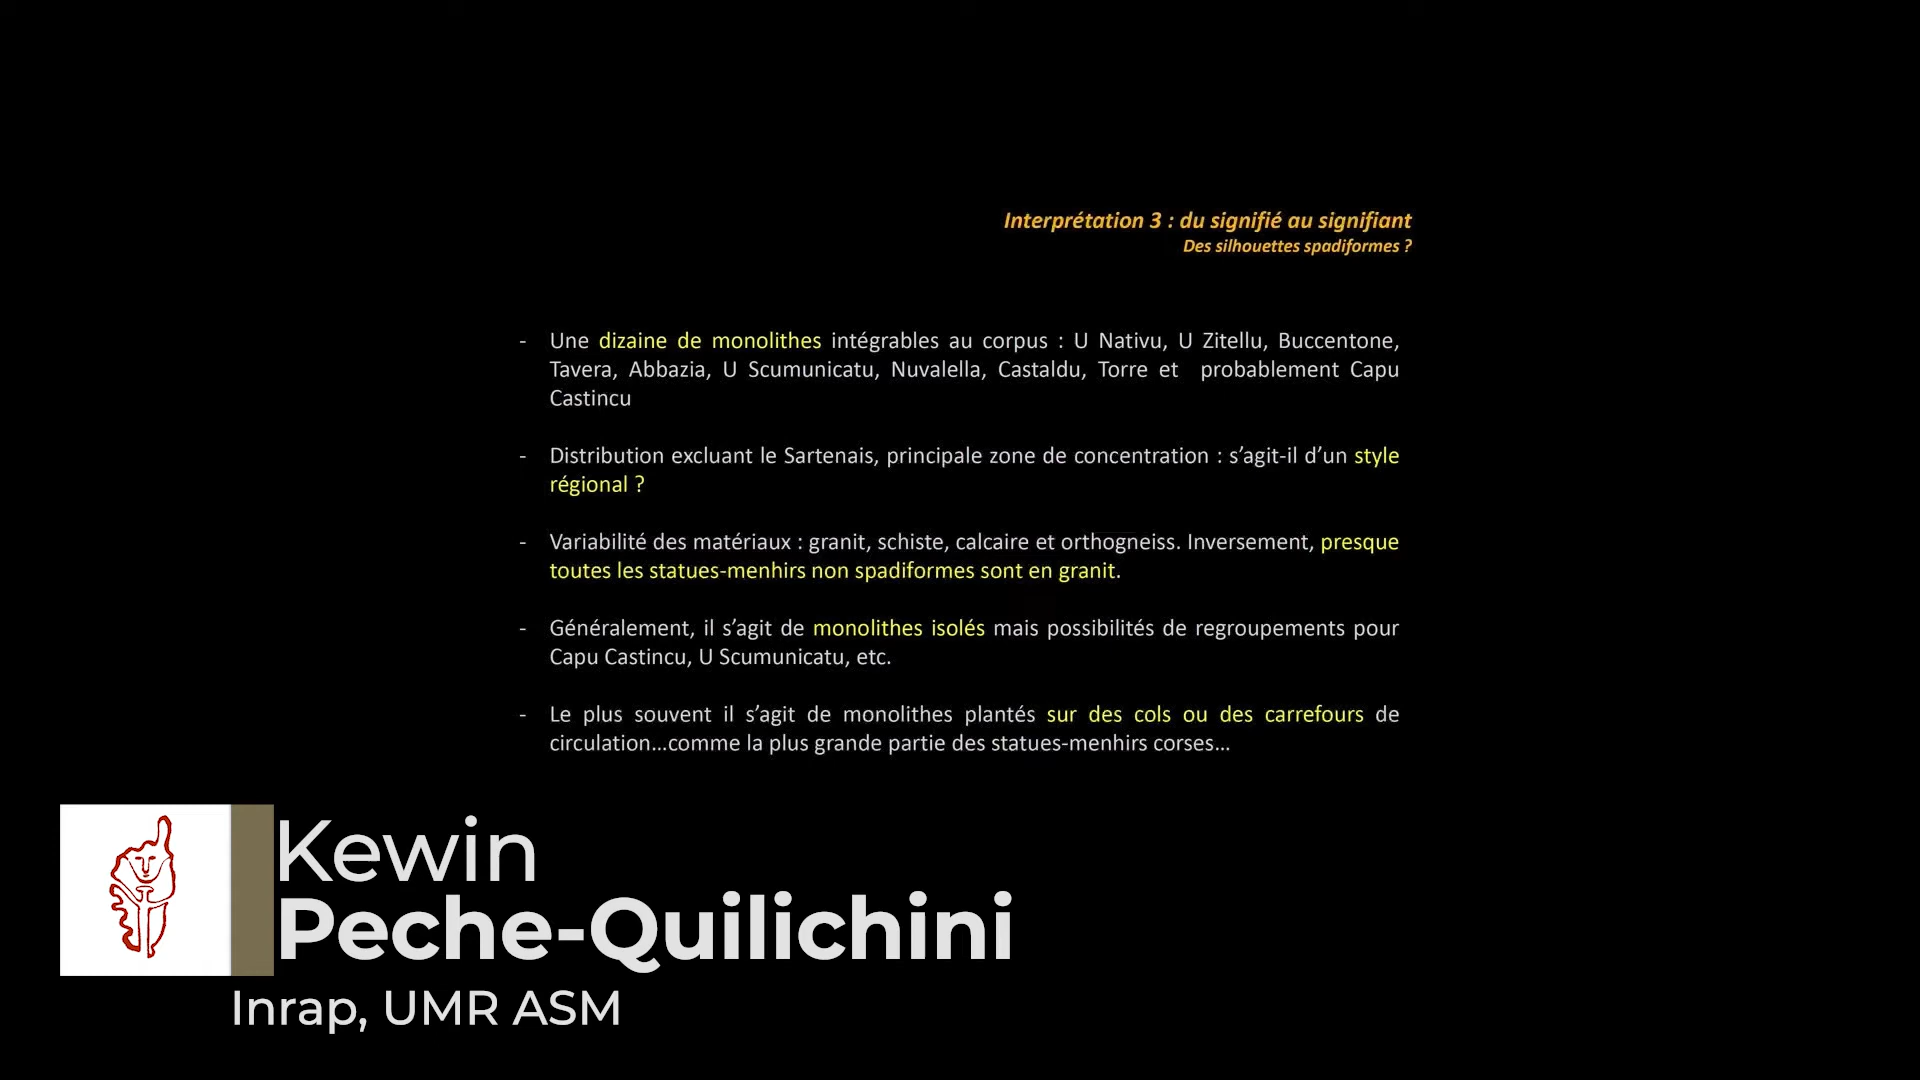 Interprétation 3 : du signifié au signifiant
Des silhouettes spadiformes ?
- Une dizaine de monolithes intégrables au corpus : U Nativu, U Zitellu, Buccentone,
Tavera, Abbazia, U Scumunicatu, Nuvalella, Castaldu, Torre et probablement Capu
Castincu
- Distribution excluant le Sartenais, principale zone de concentration : s’agit-il d’un style
régional ?
- Variabilité des matériaux : granit, schiste, calcaire et orthogneiss. Inversement, presque
toutes les statues-menhirs non spadiformes sont en granit.
- Généralement, il s’agit de monolithes isolés mais possibilités de regroupements pour
Capu Castincu, U Scumunicatu, etc.
- Le plus souvent il s’agit de monolithes plantés sur des cols ou des carrefours de
circulation…comme la plus grande partie des statues-menhirs corses…
Kewin
Peche-Quilichini
Inrap, UMR ASM